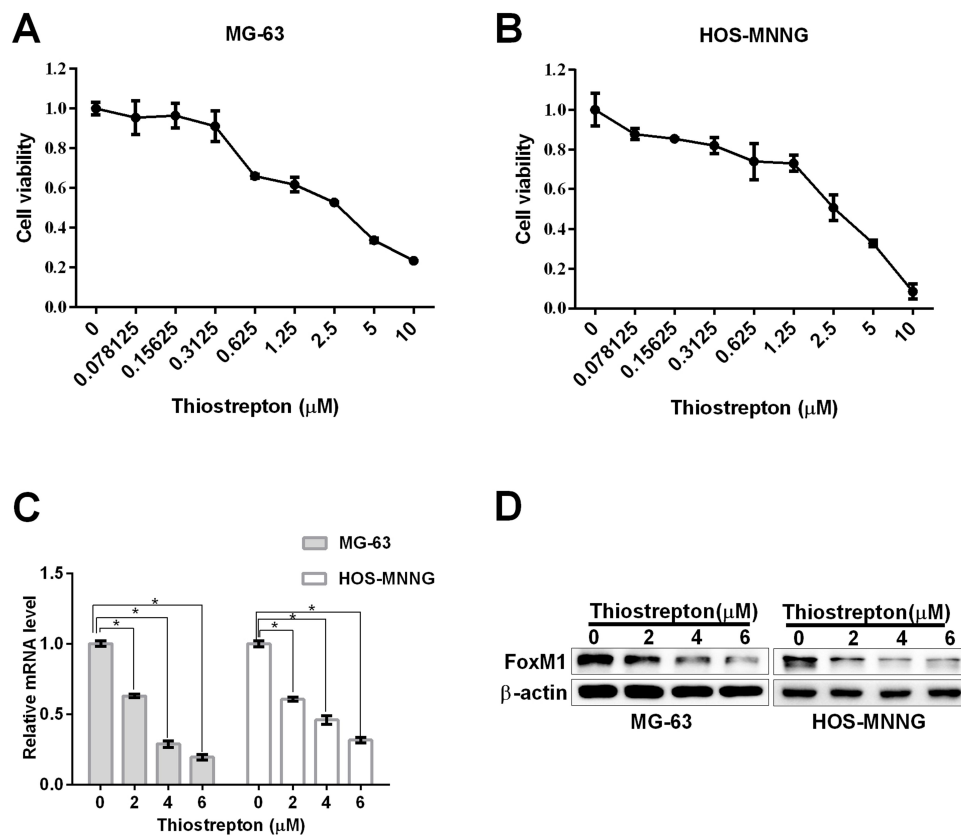 A
MG-63
Cell viability
1.2
1.0
0.8
0.6
0.4
0.2
0.0
0 0.078125 0.15625 0.3125 0.625 1.25 2.5 5 10
Thiostrepton (μM)
B
HOS-MNNG
Cell viability
1.2
1.0
0.8
0.6
0.4
0.2
0.0
0 0.078125 0.15625 0.3125 0.625 1.25 2.5 5 10
Thiostrepton (μM)
C
MG-63
HOS-MNNG
Relative mRNA level
1.5
1.0
0.5
0.0
* * * * * *
0 2 4 6 0 2 4 6
Thiostrepton (μM)
D
Thiostrepton(μM) Thiostrepton(μM)
0 2 4 6 0 2 4 6
FoxM1
β-actin
MG-63 HOS-MNNG